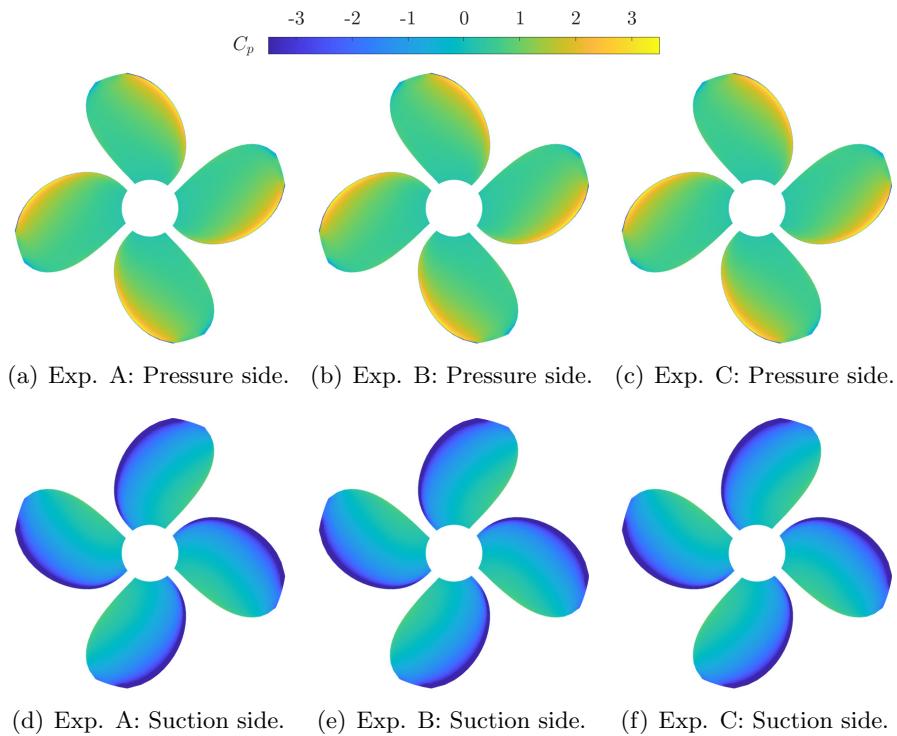 -3 -2 -1 0 1 2 3
C_p
(a) Exp. A: Pressure side. (b) Exp. B: Pressure side. (c) Exp. C: Pressure side.
(d) Exp. A: Suction side. (e) Exp. B: Suction side. (f) Exp. C: Suction side.